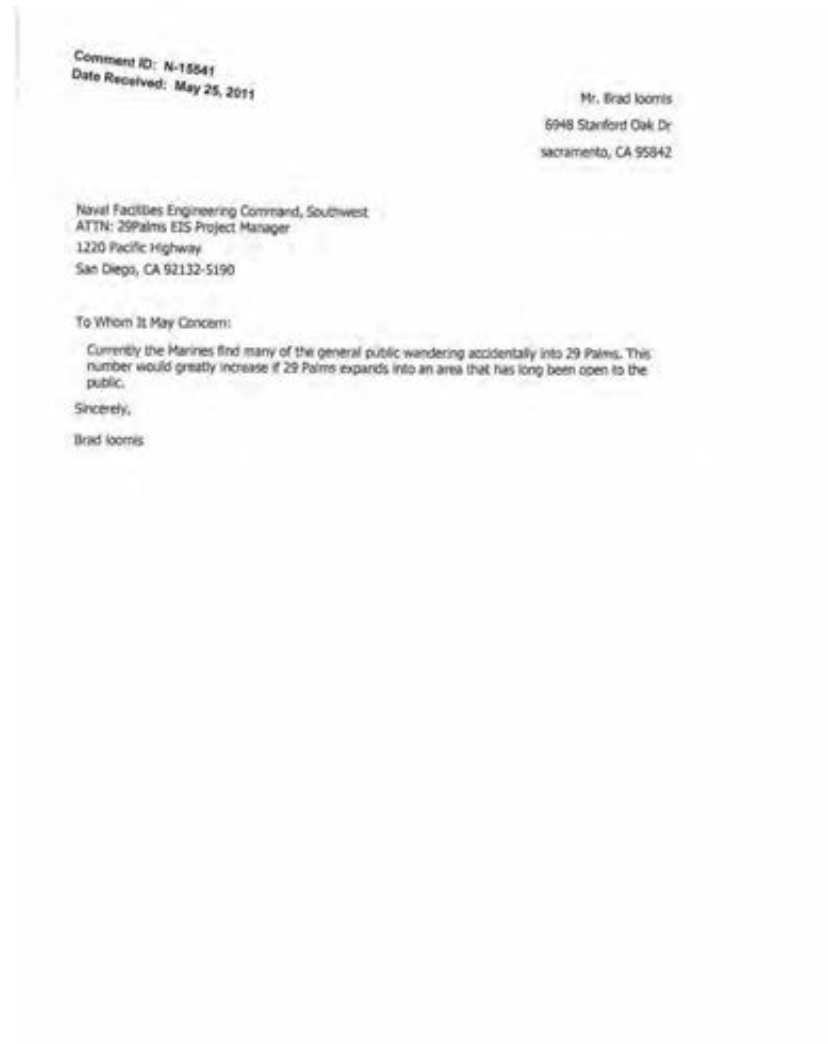 Comment ID: N-15541
Date Received: May 25, 2011
Mr. Brad loomis
6948 Stanford Oak Dr
sacramento, CA 95842
Naval Facilities Engineering Command, Southwest
ATTN: 29Palms EIS Project Manager
1220 Pacific Highway
San Diego, CA 92132-5190
To Whom It May Concern:
Currently the Marines find many of the general public wandering accidentally into 29 Palms. This
number would greatly increase if 29 Palms expands into an area that has long been open to the
public.
Sincerely,
Brad loomis